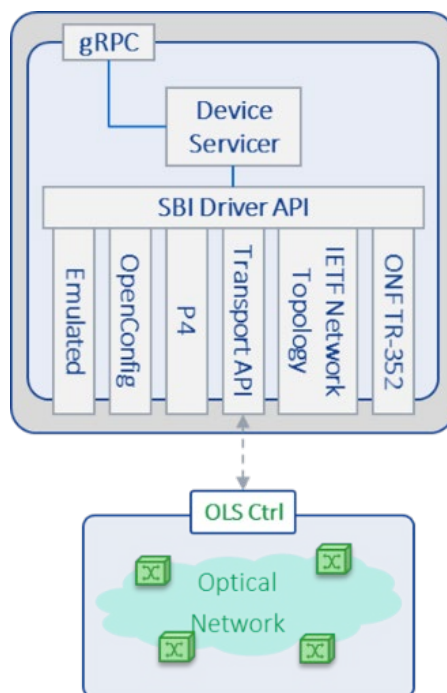 gRPC
Device
Servicer
SBI Driver API
Emulated
OpenConfig
P4
Transport API
IETF Network
Topology
ONF TR-352
OLS Ctrl
Optical
Network